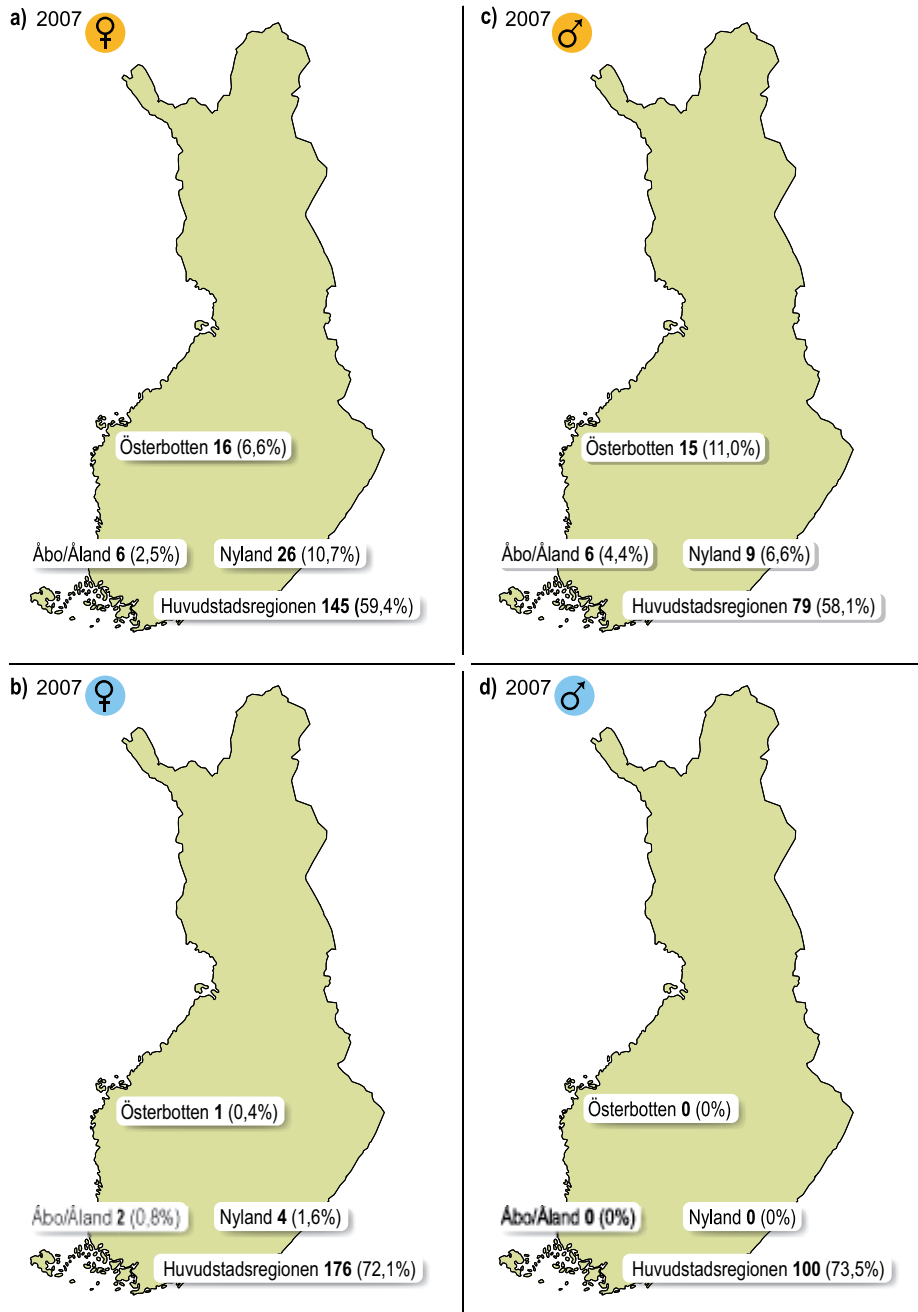 a) 2007 ♀
Österbotten 16 (6,6%)
Åbo/Åland 6 (2,5%)
Nyland 26 (10,7%)
Huvudstadsregionen 145 (59,4%)
c) 2007 ♂
Österbotten 15 (11,0%)
Åbo/Åland 6 (4,4%)
Nyland 9 (6,6%)
Huvudstadsregionen 79 (58,1%)
b) 2007 ♀
Österbotten 1 (0,4%)
Åbo/Åland 2 (0,8%)
Nyland 4 (1,6%)
Huvudstadsregionen 176 (72,1%)
d) 2007 ♂
Österbotten 0 (0%)
Åbo/Åland 0 (0%)
Nyland 0 (0%)
Huvudstadsregionen 100 (73,5%)